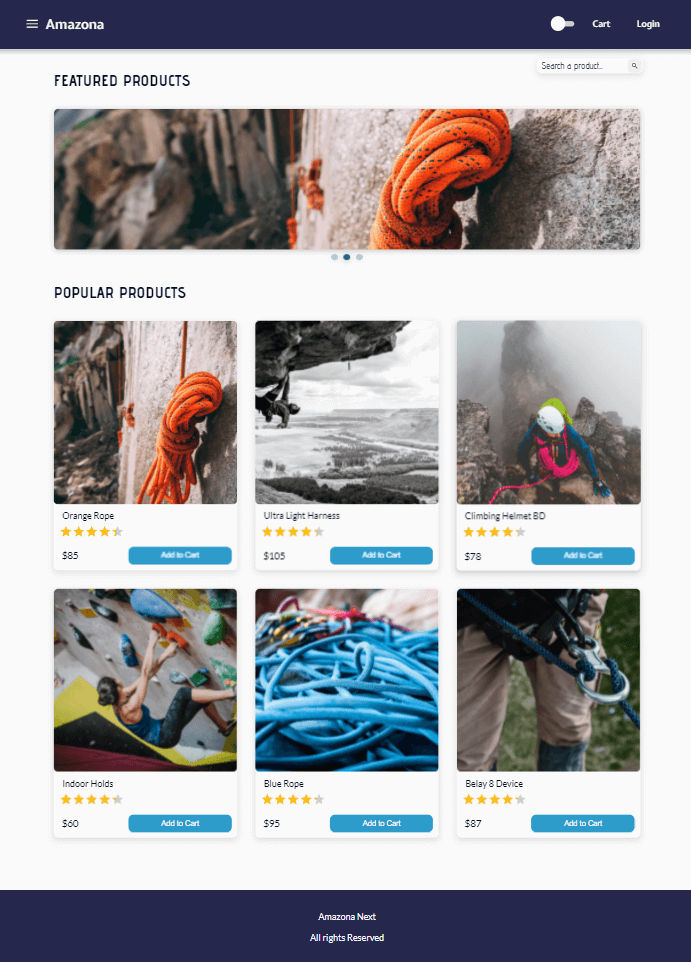 Amazona
Cart
Login
Search a product..
FEATURED PRODUCTS
POPULAR PRODUCTS
Orange Rope
$85
Add to Cart
Ultra Light Harness
$105
Add to Cart
Climbing Helmet BD
$78
Add to Cart
Indoor Holds
$60
Add to Cart
Blue Rope
$95
Add to Cart
Belay 8 Device
$87
Add to Cart
Amazona Next
All rights Reserved